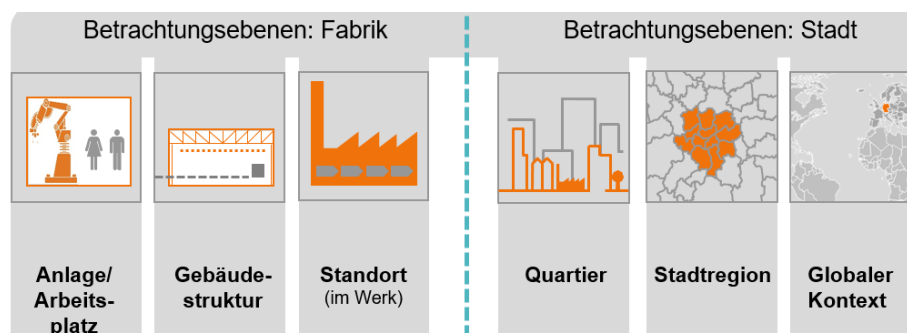 Betrachtungsebenen: Fabrik
Betrachtungsebenen: Stadt
Anlage/
Arbeits-
platz
Gebäude-
struktur
Standort
(im Werk)
Quartier
Stadtregion
Globaler
Kontext